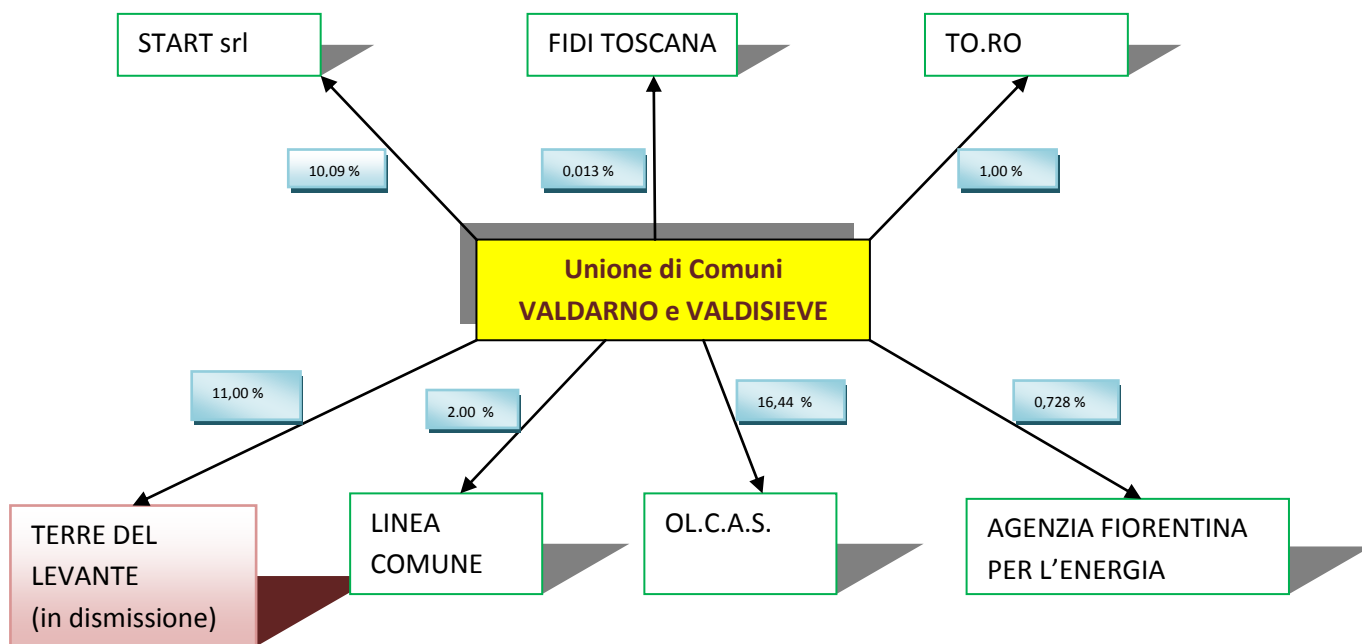 START srl
FIDI TOSCANA
TO.RO
10,09 %
0,013 %
1,00 %
Unione di Comuni
VALDARNO e VALDISIEVE
11,00 %
2.00 %
16,44 %
0,728 %
TERRE DEL
LEVANTE
(in dismissione)
LINEA
COMUNE
OL.C.A.S.
AGENZIA FIORENTINA
PER L’ENERGIA